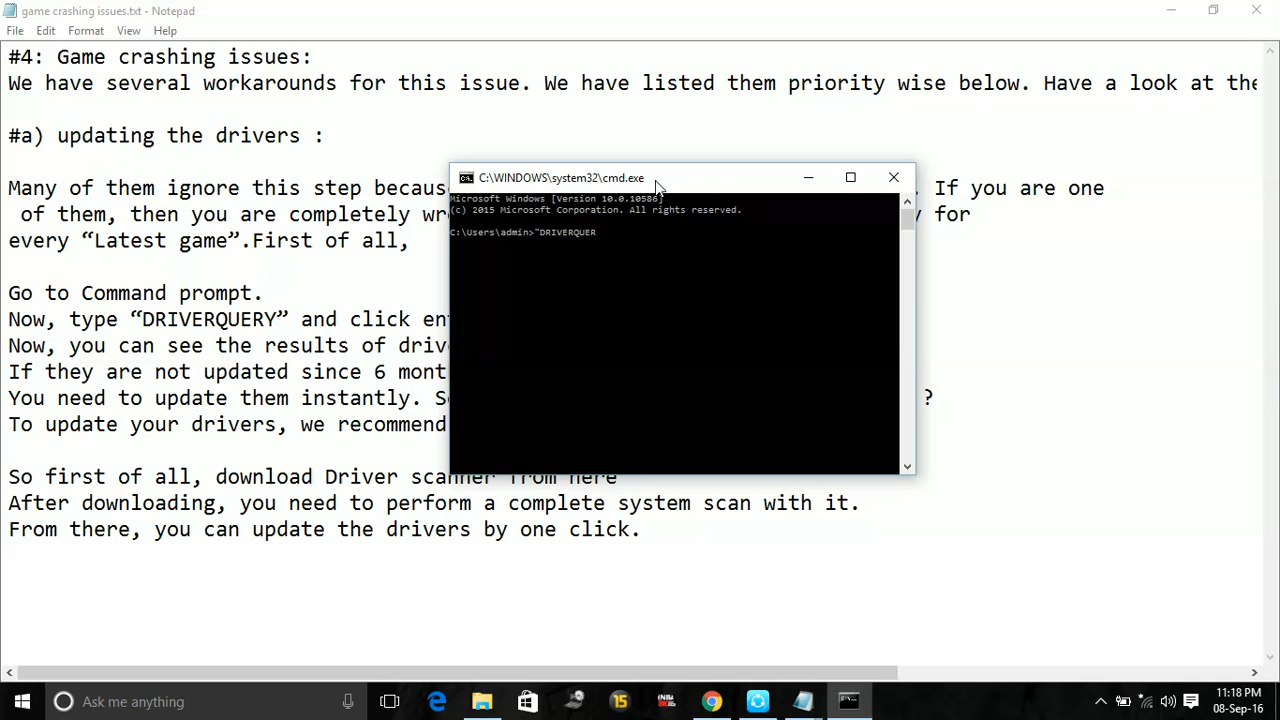 game crashing issues.txt - Notepad
File Edit Format View Help
#4: Game crashing issues:
We have several workarounds for this issue. We have listed them priority wise below. Have a look at the
#a) updating the drivers :
Many of them ignore this step becaus . If you are one
of them, then you are completely wr y for
every “Latest game”.First of all,
Go to Command prompt.
Now, type “DRIVERQUERY” and click en
Now, you can see the results of driv
If they are not updated since 6 mont
You need to update them instantly. S ?
To update your drivers, we recommend
So first of all, download Driver scanner from here
After downloading, you need to perform a complete system scan with it.
From there, you can update the drivers by one click.
C:\WINDOWS\system32\cmd.exe
Microsoft Windows [Version 10.0.10586]
(c) 2015 Microsoft Corporation. All rights reserved.
C:\Users\admin>"DRIVERQUER
Ask me anything
15
11:18 PM
08-Sep-16